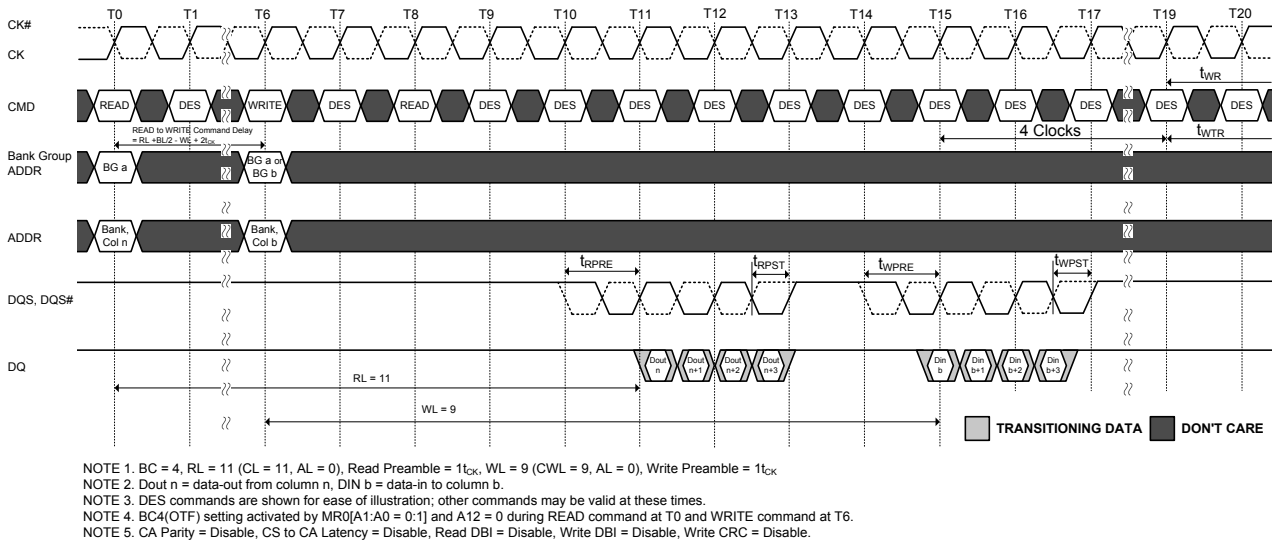 T0 T1 T6 T7 T8 T9 T10 T11 T12 T13 T14 T15 T16 T17 T19 T20
CK#
CK
tWR
CMD READ DES WRITE DES READ DES DES DES DES DES DES DES DES DES DES DES
READ to WRITE Command Delay
= RL +BL/2 - WL + 2tCK
4 Clocks
tWTR
Bank Group
ADDR
BG a
BG a or
BG b
ADDR
Bank,
Col n
Bank,
Col b
tRPRE tRPST tWPRE tWPST
DQS, DQS#
DQ
Dout
n
Dout
n+1
Dout
n+2
Dout
n+3
Din
b
Din
b+1
Din
b+2
Din
b+3
RL = 11
WL = 9
TRANSITIONING DATA DON'T CARE
NOTE 1. BC = 4, RL = 11 (CL = 11, AL = 0), Read Preamble = 1tCK, WL = 9 (CWL = 9, AL = 0), Write Preamble = 1tCK
NOTE 2. Dout n = data-out from column n, DIN b = data-in to column b.
NOTE 3. DES commands are shown for ease of illustration; other commands may be valid at these times.
NOTE 4. BC4(OTF) setting activated by MR0[A1:A0 = 0:1] and A12 = 0 during READ command at T0 and WRITE command at T6.
NOTE 5. CA Parity = Disable, CS to CA Latency = Disable, Read DBI = Disable, Write DBI = Disable, Write CRC = Disable.